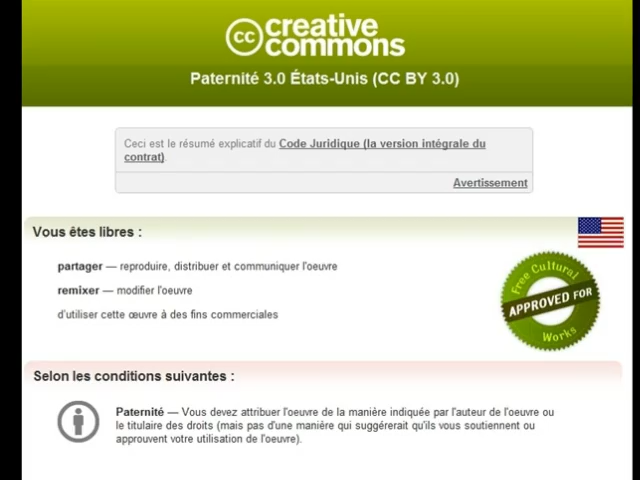 cc creative
commons
Paternité 3.0 États-Unis (CC BY 3.0)
Ceci est le résumé explicatif du Code Juridique (la version intégrale du
contrat).
Avertissement
Vous êtes libres :
partager — reproduire, distribuer et communiquer l'oeuvre
remixer — modifier l'oeuvre
d'utiliser cette œuvre à des fins commerciales
Free Cultural
APPROVED FOR
Works
Selon les conditions suivantes :
Paternité — Vous devez attribuer l'oeuvre de la manière indiquée par l'auteur de l'oeuvre ou
le titulaire des droits (mais pas d'une manière qui suggérerait qu'ils vous soutiennent ou
approuvent votre utilisation de l'oeuvre).